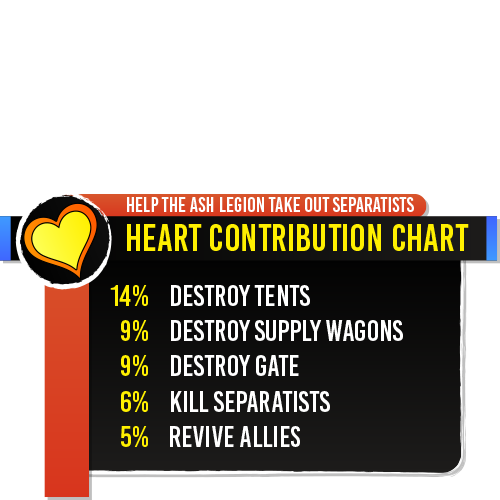 HELP THE ASH LEGION TAKE OUT SEPARATISTS
HEART CONTRIBUTION CHART
14% DESTROY TENTS
9% DESTROY SUPPLY WAGONS
9% DESTROY GATE
6% KILL SEPARATISTS
5% REVIVE ALLIES